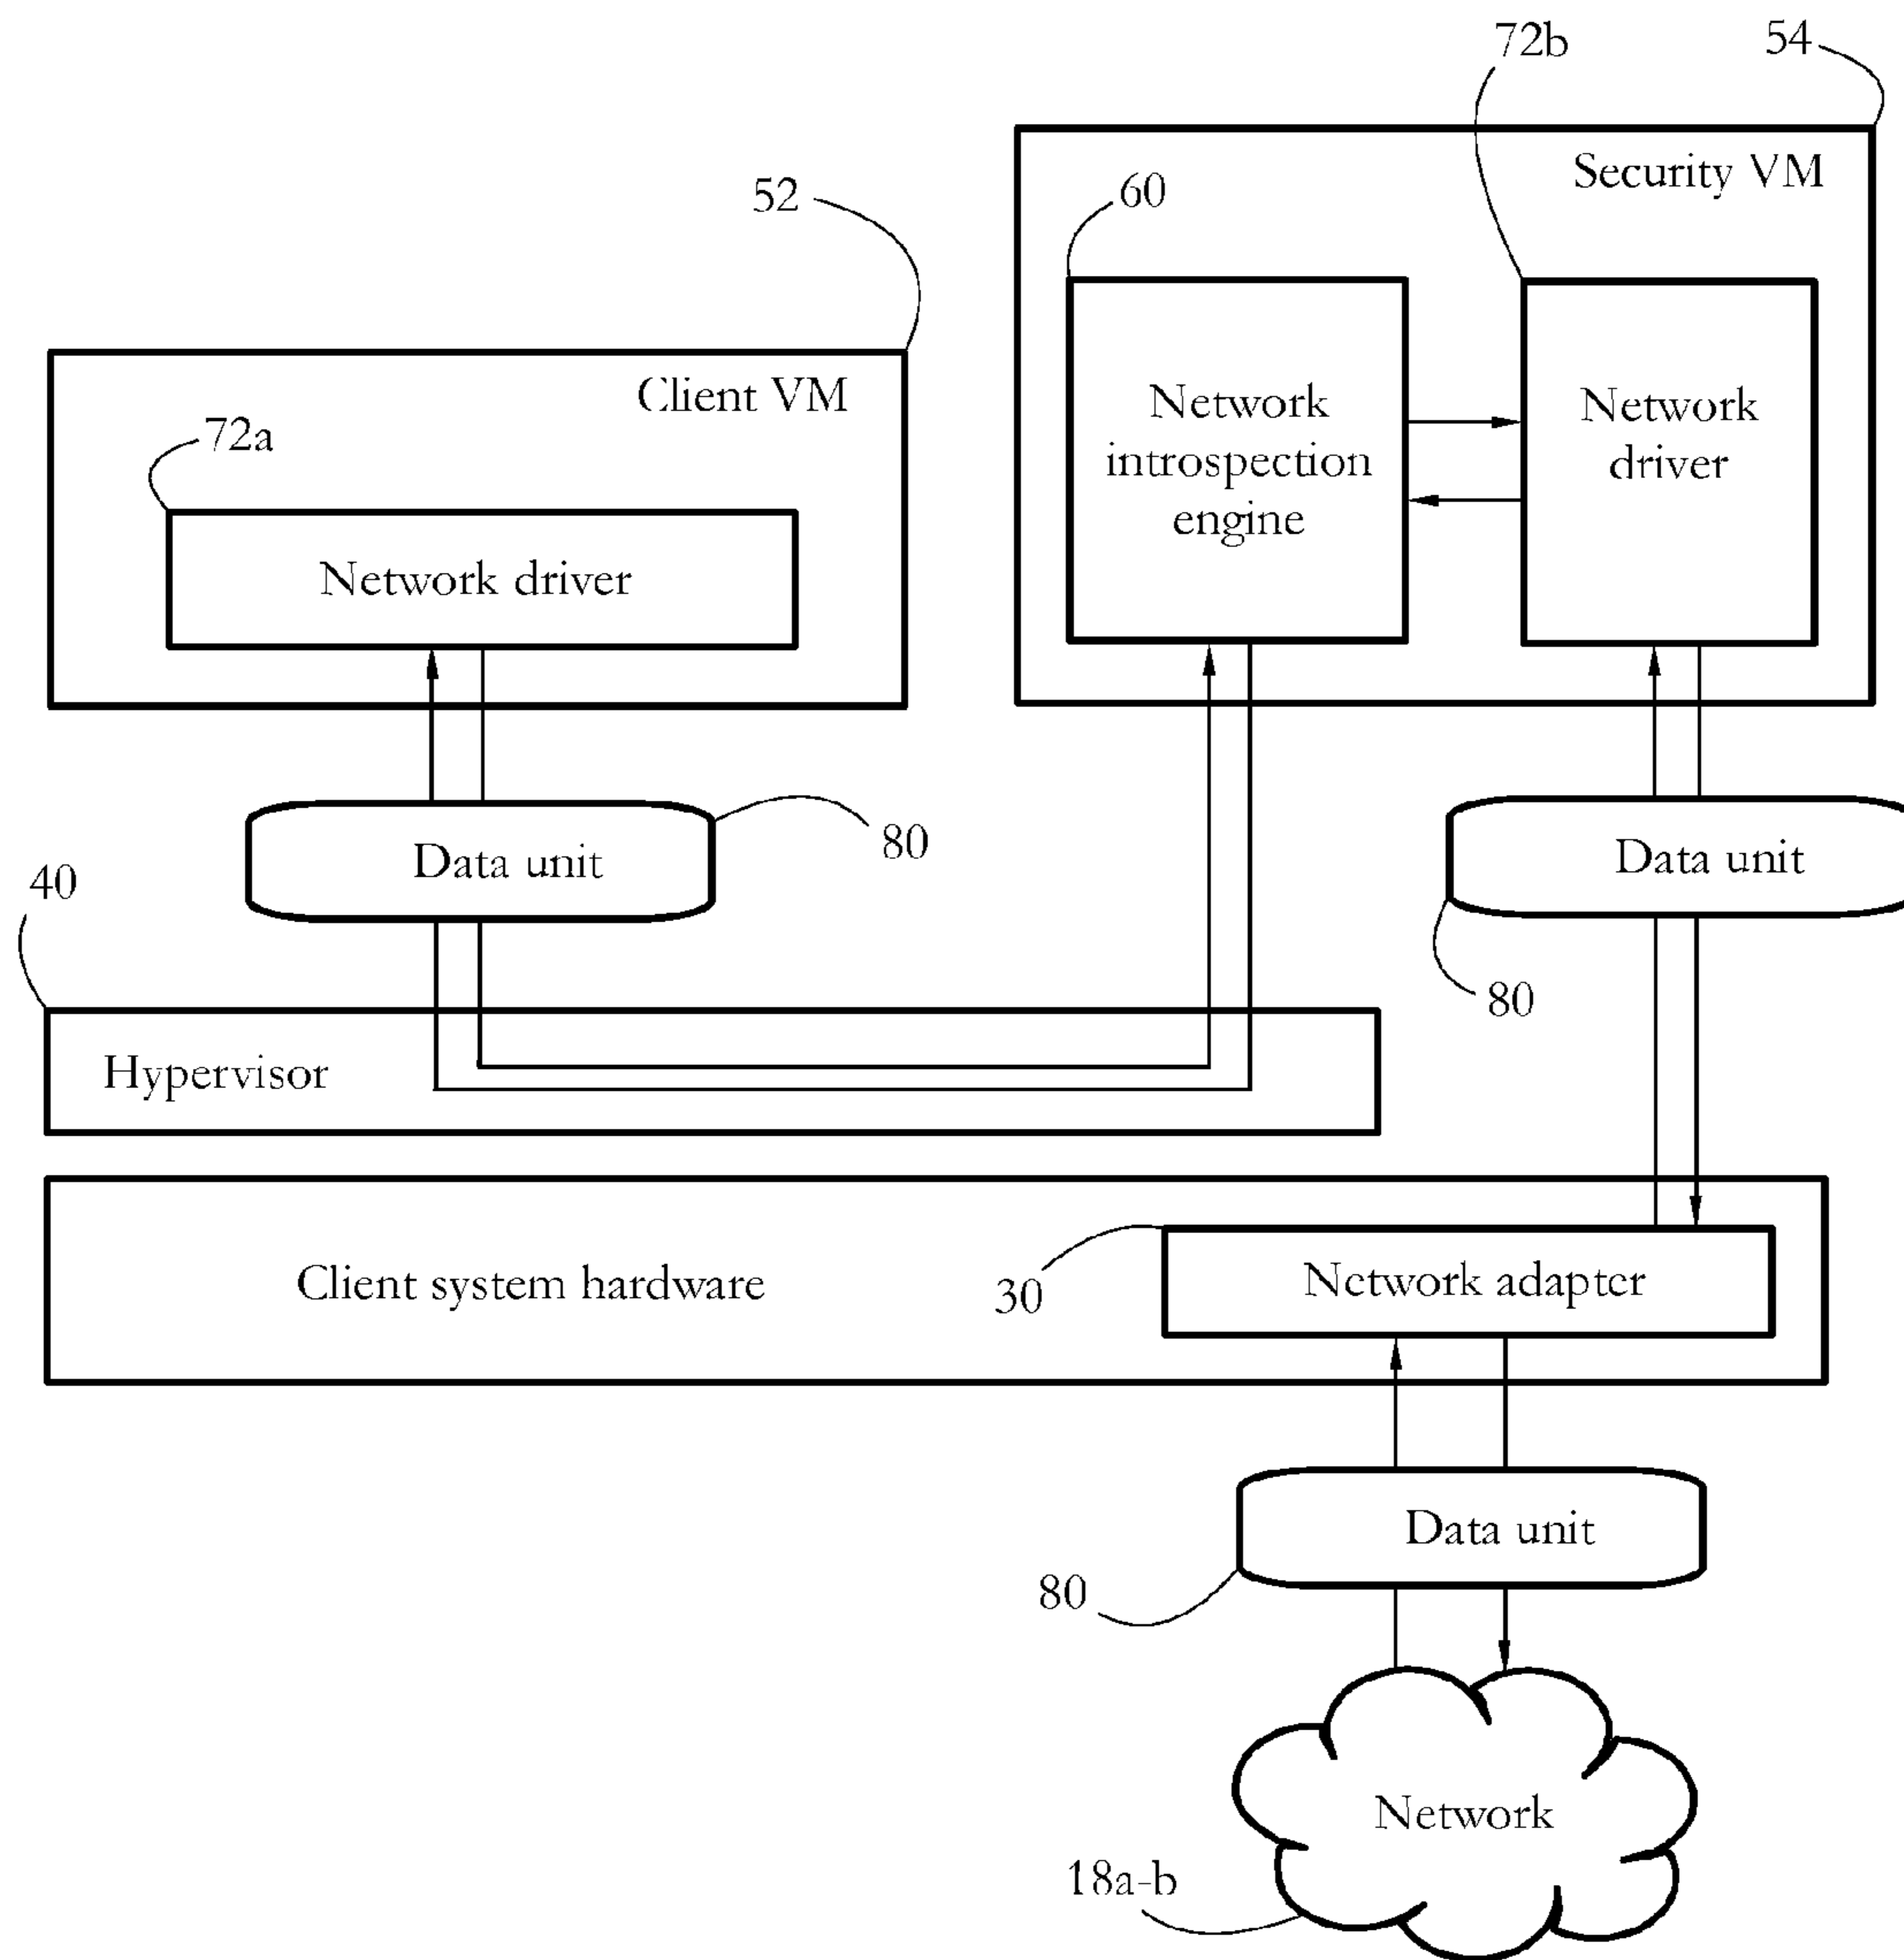 72b
54
Security VM
60
52
Network
introspection
engine
Network
driver
Client VM
72a
Network driver
Data unit
80
Data unit
80
40
Hypervisor
Client system hardware
30
Network adapter
Data unit
80
Network
18a-b